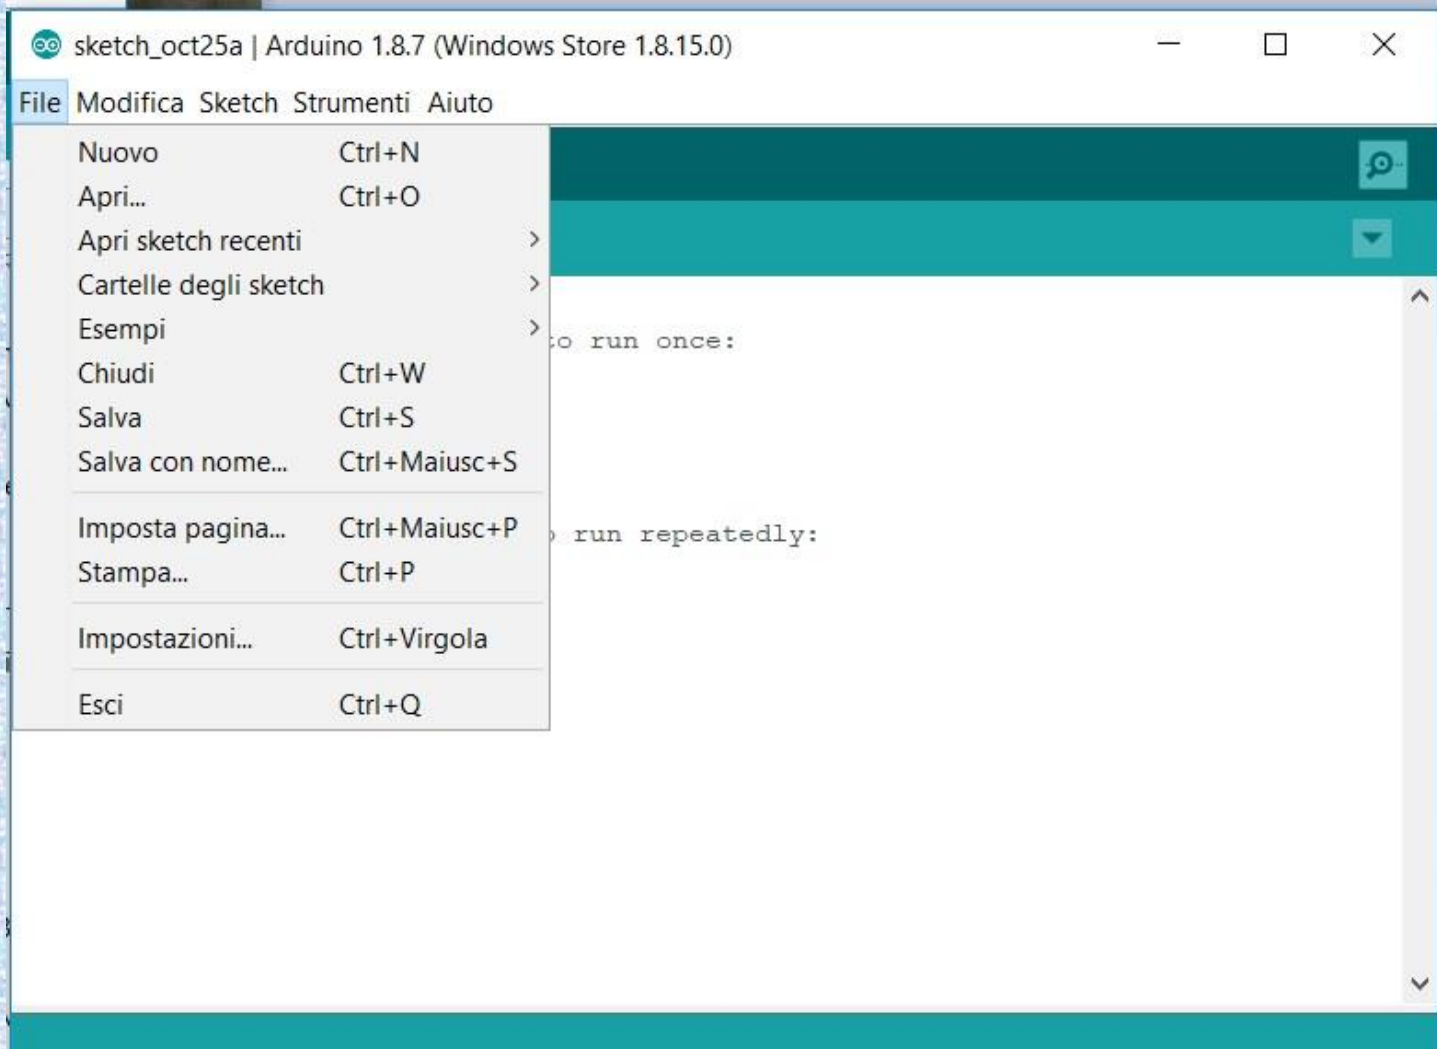 sketch_oct25a | Arduino 1.8.7 (Windows Store 1.8.15.0)
File Modifica Sketch Strumenti Aiuto
Nuovo Ctrl+N
Apri... Ctrl+O
Apri sketch recenti
Cartelle degli sketch
Esempi
to run once:
Chiudi Ctrl+W
Salva Ctrl+S
Salva con nome... Ctrl+Maiusc+S
Imposta pagina... Ctrl+Maiusc+P
run repeatedly:
Stampa... Ctrl+P
Impostazioni... Ctrl+Virgola
Esci Ctrl+Q